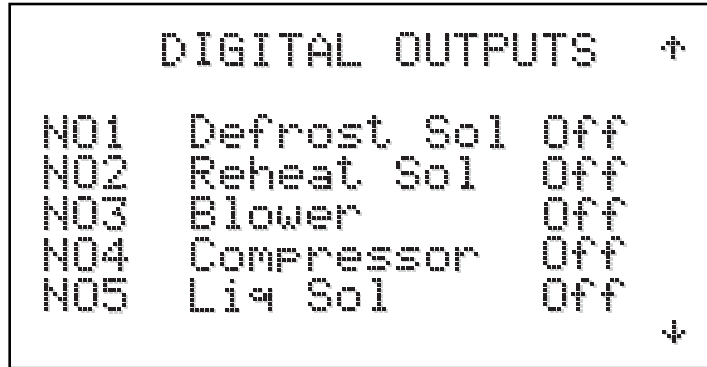 DIGITAL OUTPUTS ↑
NO1 Defrost Sol Off
NO2 Reheat Sol Off
NO3 Blower Off
NO4 Compressor Off
NO5 Liq Sol Off
↓